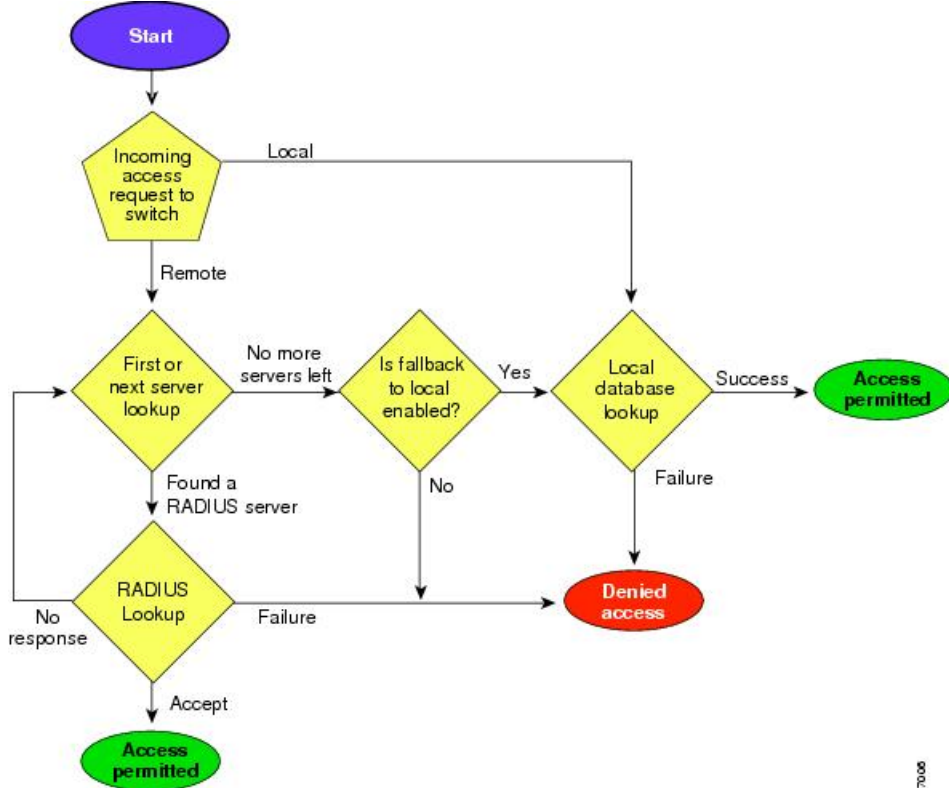 Start
Incoming
access
request to
switch
Local
Remote
First or
next server
lookup
No more
servers left
Is fallback
to local
enabled?
Yes
Local
database
lookup
Success
Access
permitted
Found a
RADIUS server
No
Failure
RADIUS
Lookup
No
response
Failure
Denied
access
Accept
Access
permitted